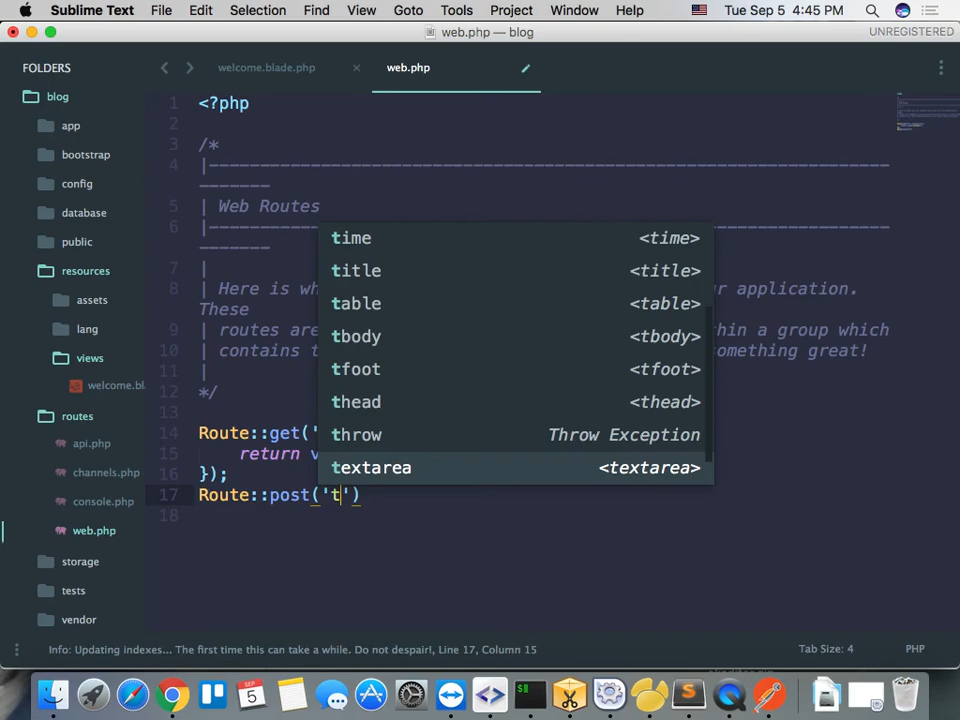 Sublime Text File Edit Selection Find View Goto Tools Project Window Help Tue Sep 5 4:45 PM
web.php — blog UNREGISTERED
FOLDERS
blog
app
bootstrap
config
database
public
resources
assets
lang
views
welcome.bl
routes
api.php
channels.php
console.php
web.php
storage
tests
vendor
welcome.blade.php × web.php
1 <?php
2
3 /*
4 |--------------------------------------------------------------------------
5 | Web Routes
6 |--------------------------------------------------------------------------
7 |
8 | Here is wh r application.
These
9 | routes are thin a group which
10 | contains t something great!
11 |
12 */
13
14 Route::get('
15 return v
16 });
17 Route::post('t')
18
time <time>
title <title>
table <table>
tbody <tbody>
tfoot <tfoot>
thead <thead>
throw Throw Exception
textarea <textarea>
Info: Updating indexes... The first time this can take a while. Do not despair!, Line 17, Column 15 Tab Size: 4 PHP
5
$